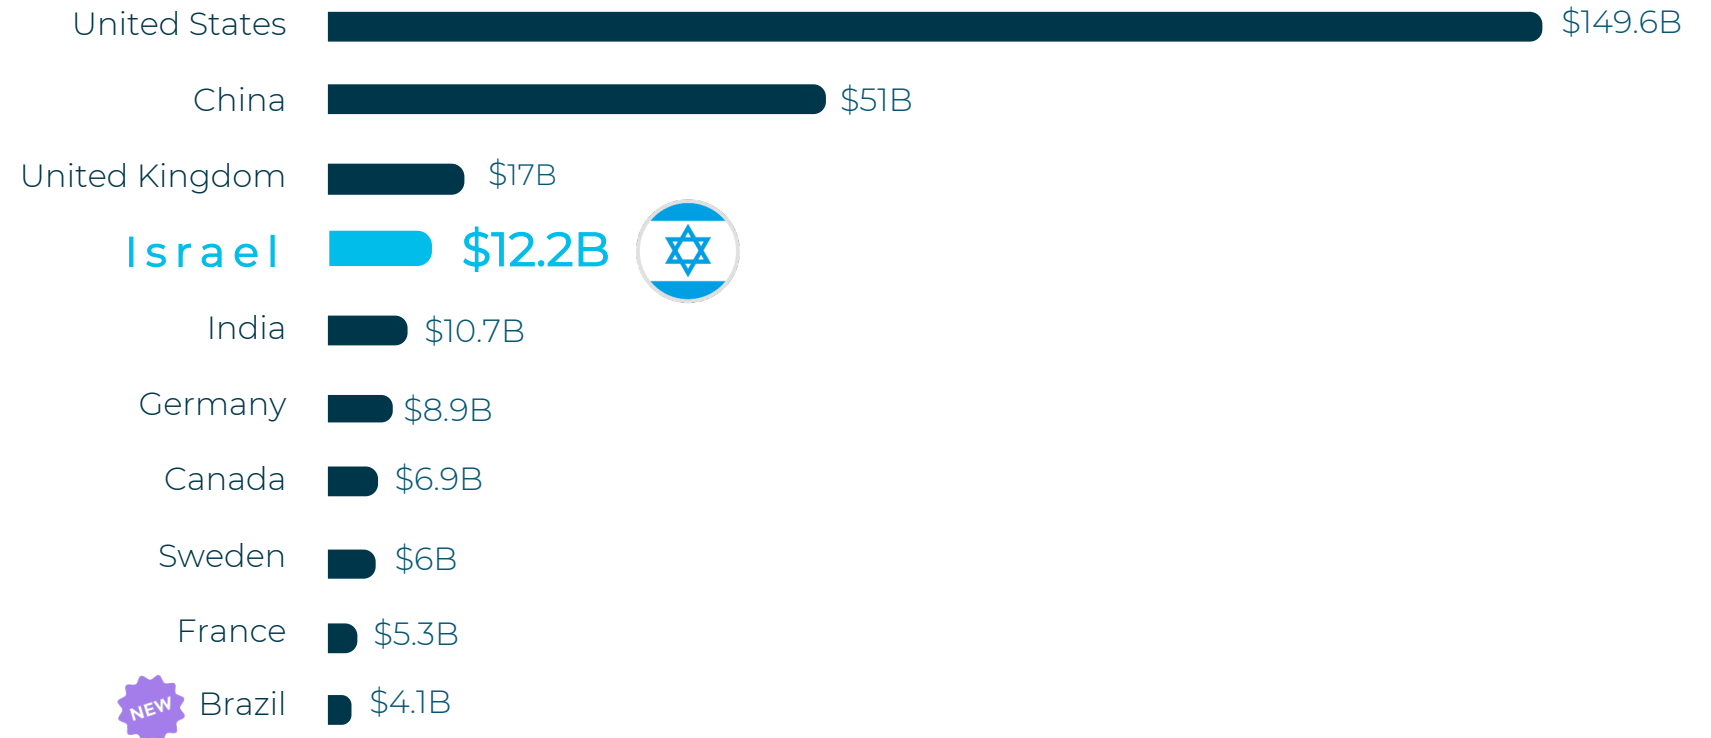 United States $149.6B
China $51B
United Kingdom $17B
Israel $12.2B
India $10.7B
Germany $8.9B
Canada $6.9B
Sweden $6B
France $5.3B
NEW Brazil $4.1B